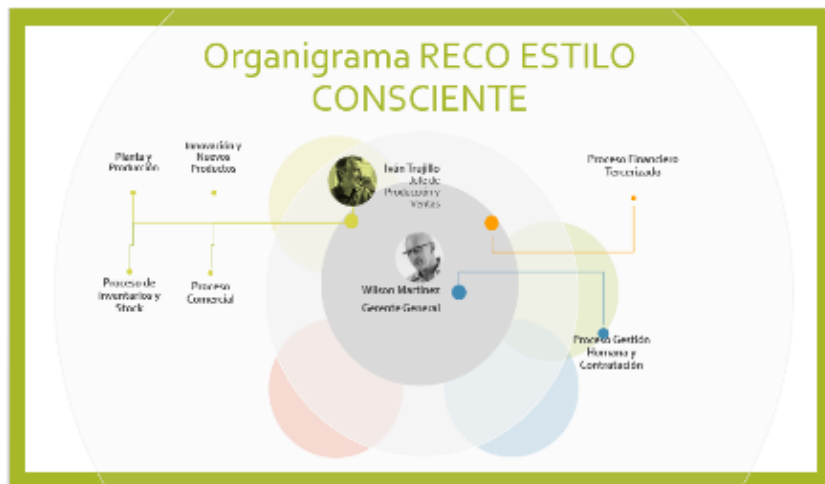 Organigrama RECO ESTILO
CONSCIENTE
Planta y
Producción
Innovación y
Nuevos
Productos
Iván Trujillo
Jefe de
Producción y
Ventas
Proceso Financiero
Tercerizado
Proceso de
Inventarios y
Stock
Proceso
Comercial
Wilson Martínez
Gerente General
Proceso Gestión
Humana y
Contratación